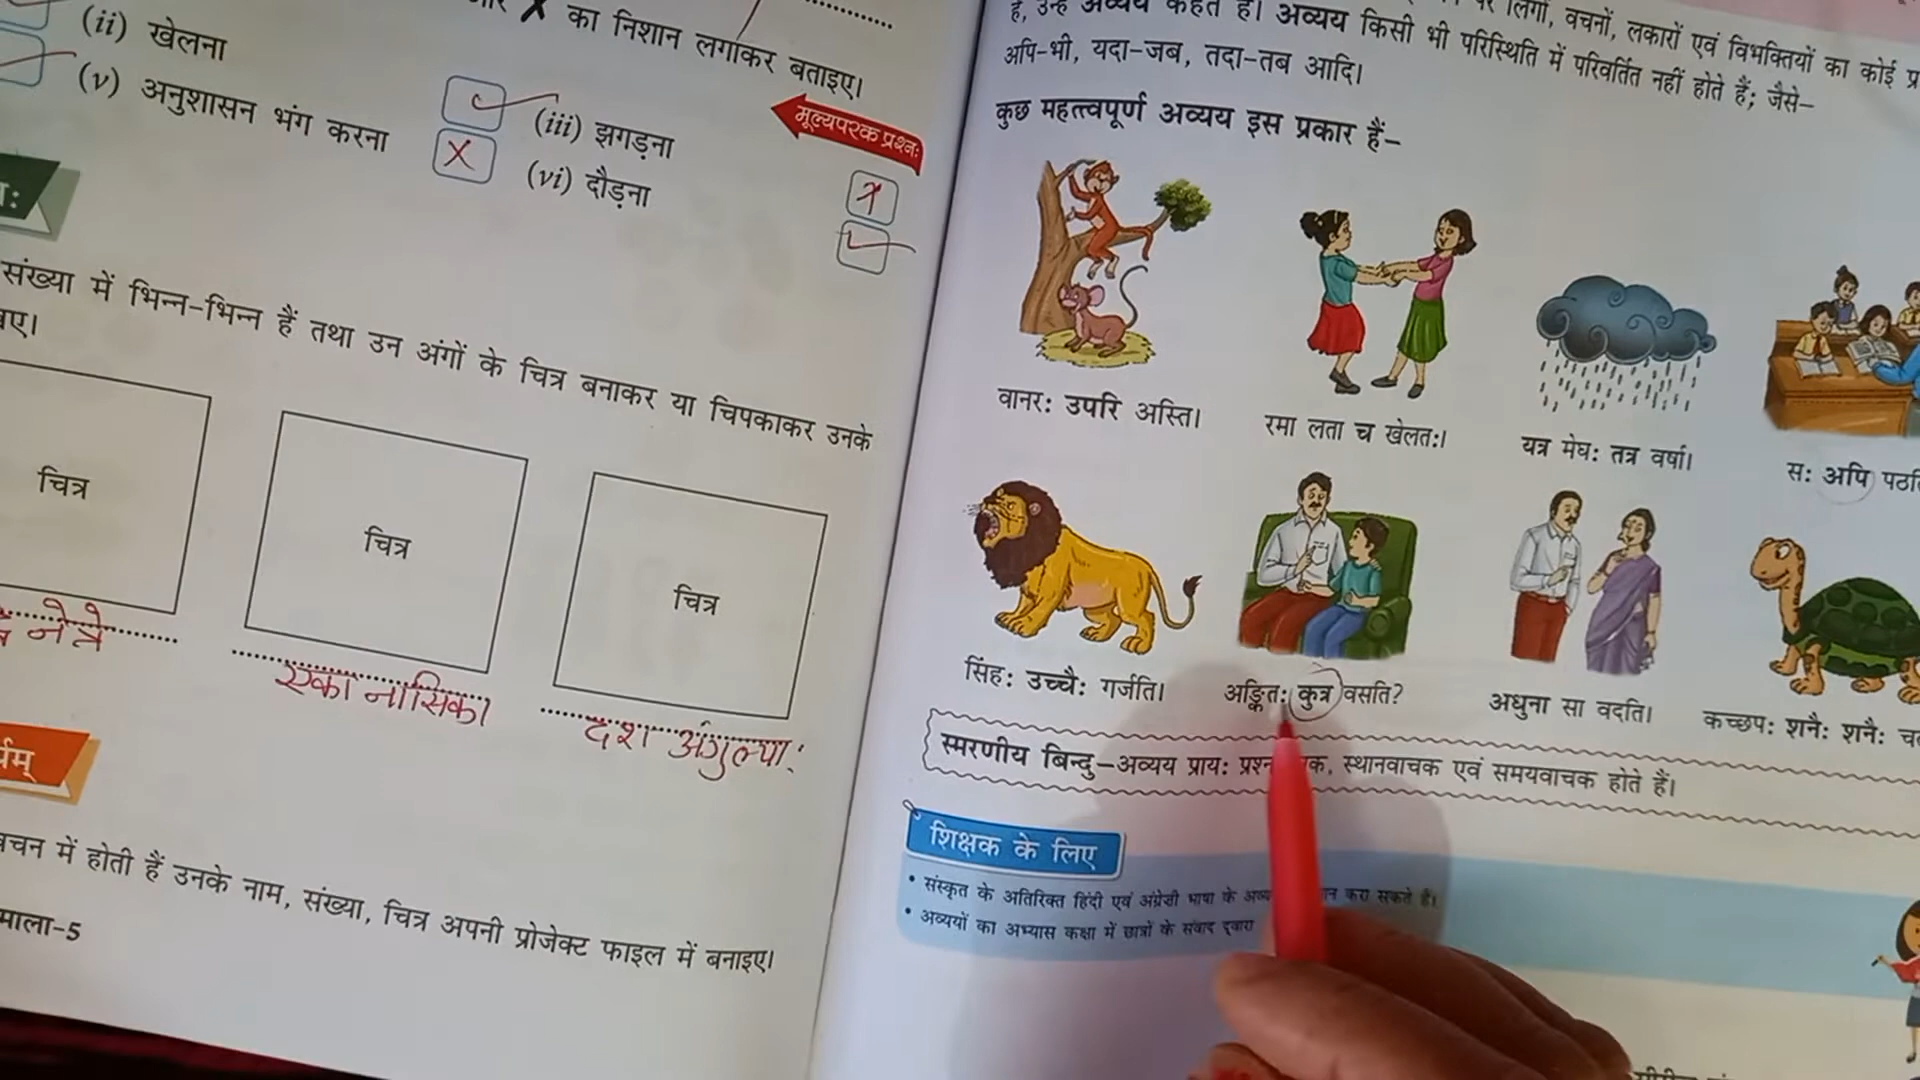 का निशान लगाकर बताइए।
(ii) खेलना
(iii) झगड़ना
(v) अनुशासन भंग करना
(vi) दौड़ना
मूल्यपरक प्रश्नः
संख्या में भिन्न-भिन्न हैं तथा उन अंगों के चित्र बनाकर या चिपकाकर उनके
चित्र
चित्र
चित्र
नेत्रे
एका नासिका
दश अंगुल्याः
में होती हैं उनके नाम, संख्या, चित्र अपनी प्रोजेक्ट फाइल में बनाइए।
माला-5
लिंगों, वचनों, लकारों एवं विभक्तियों का कोई
हैं, उन्हें अव्यय कहते हैं। अव्यय किसी भी परिस्थिति में परिवर्तित नहीं होते हैं; जैसे–
अपि-भी, यदा-जब, तदा-तब आदि।
कुछ महत्त्वपूर्ण अव्यय इस प्रकार हैं–
वानरः उपरि अस्ति।
रमा लता च खेलतः।
यत्र मेघः तत्र वर्षा।
सः अपि
सिंहः उच्चैः गर्जति।
अङ्कितः कुत्र वसति?
अधुना सा वदति।
कच्छपः शनैः शनैः
स्मरणीय बिन्दु–अव्यय प्रायः स्थानवाचक एवं समयवाचक होते हैं।
शिक्षक के लिए
• संस्कृत के अतिरिक्त हिंदी एवं अंग्रेज़ी भाषा के करा सकते हैं।
• अव्ययों का अभ्यास कक्षा में छात्रों के संवाद द्वारा